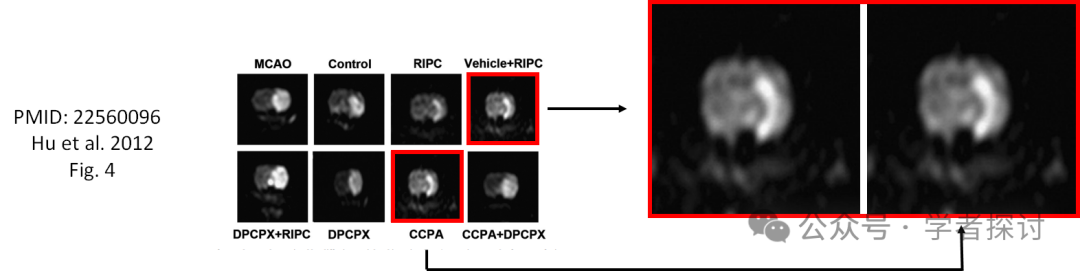 MCAO Control RIPC Vehicle+RIPC
PMID: 22560096
Hu et al. 2012
Fig. 4
DPCPX+RIPC DPCPX CCPA CCPA+DPCPX
公众号 · 学者探讨